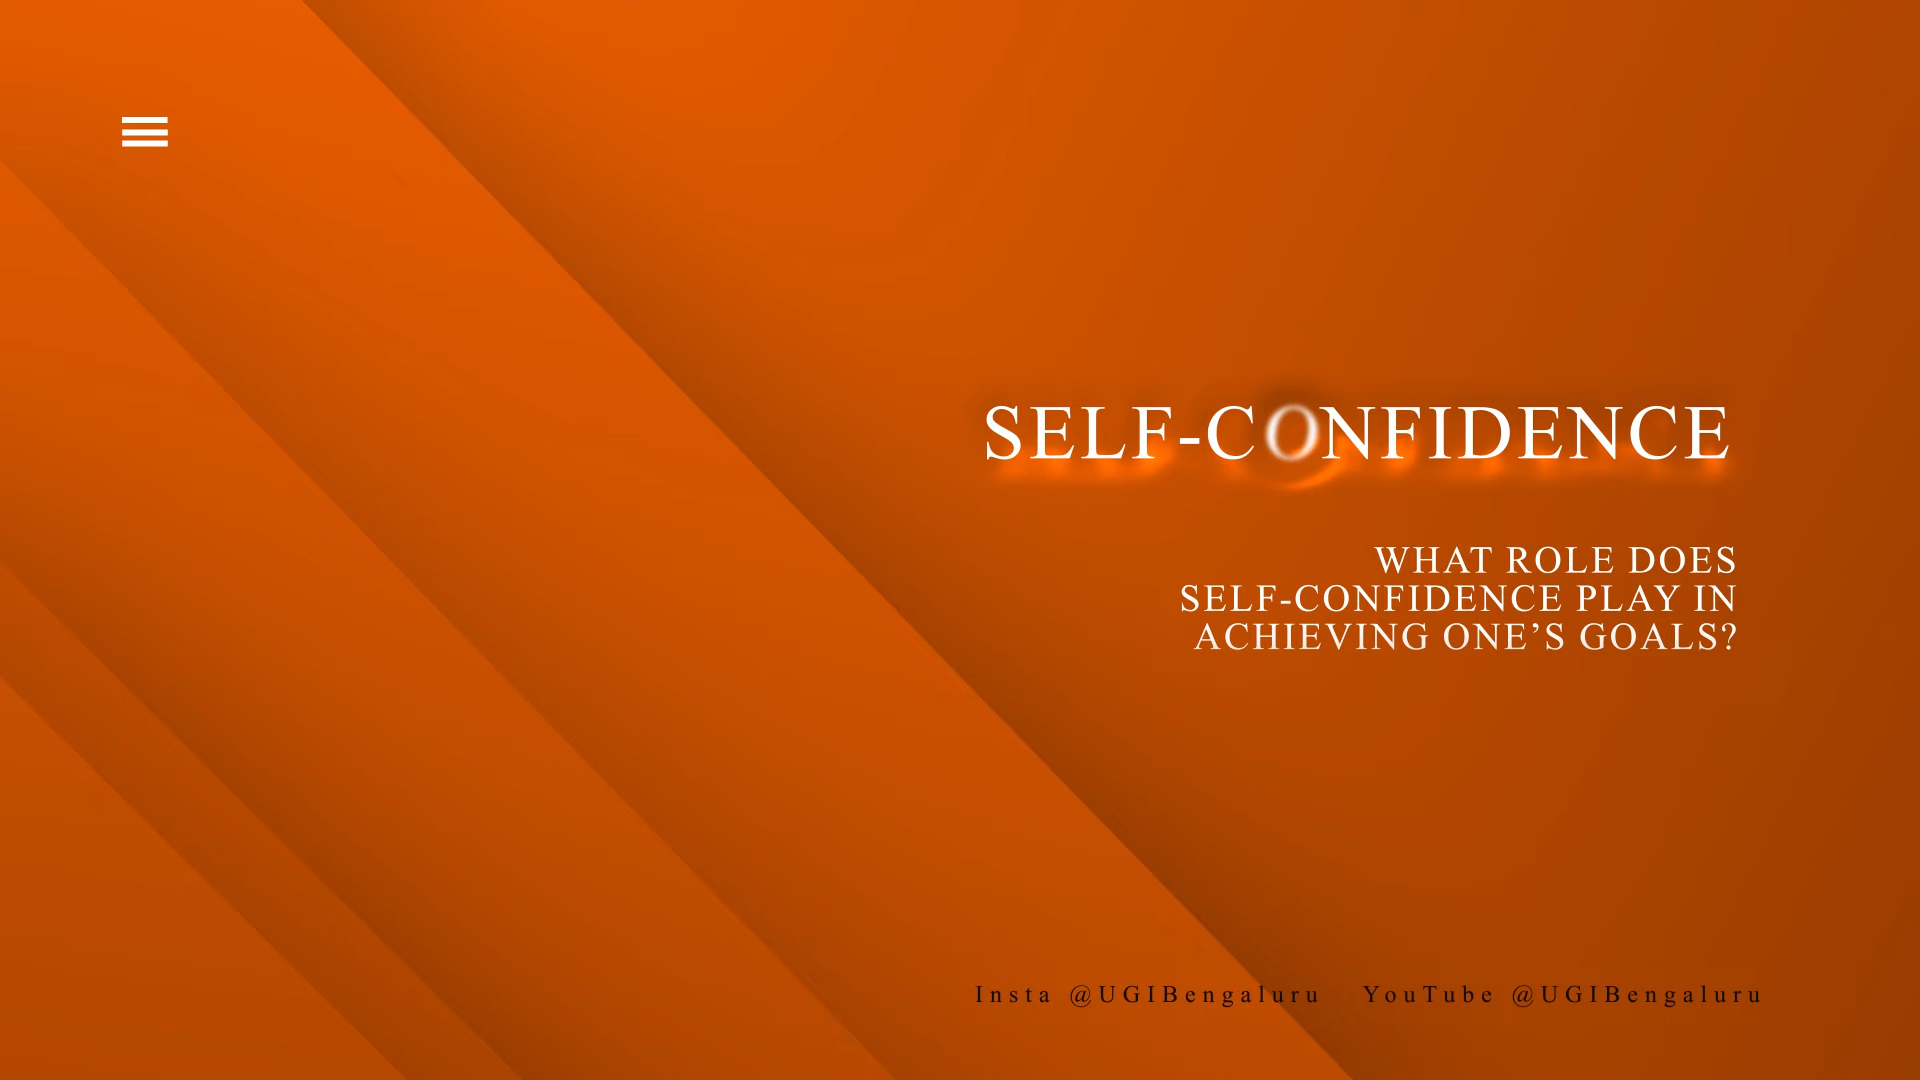 SELF-CONFIDENCE
WHAT ROLE DOES
SELF-CONFIDENCE PLAY IN
ACHIEVING ONE’S GOALS?
Insta @UGIBengaluru YouTube @UGIBengaluru